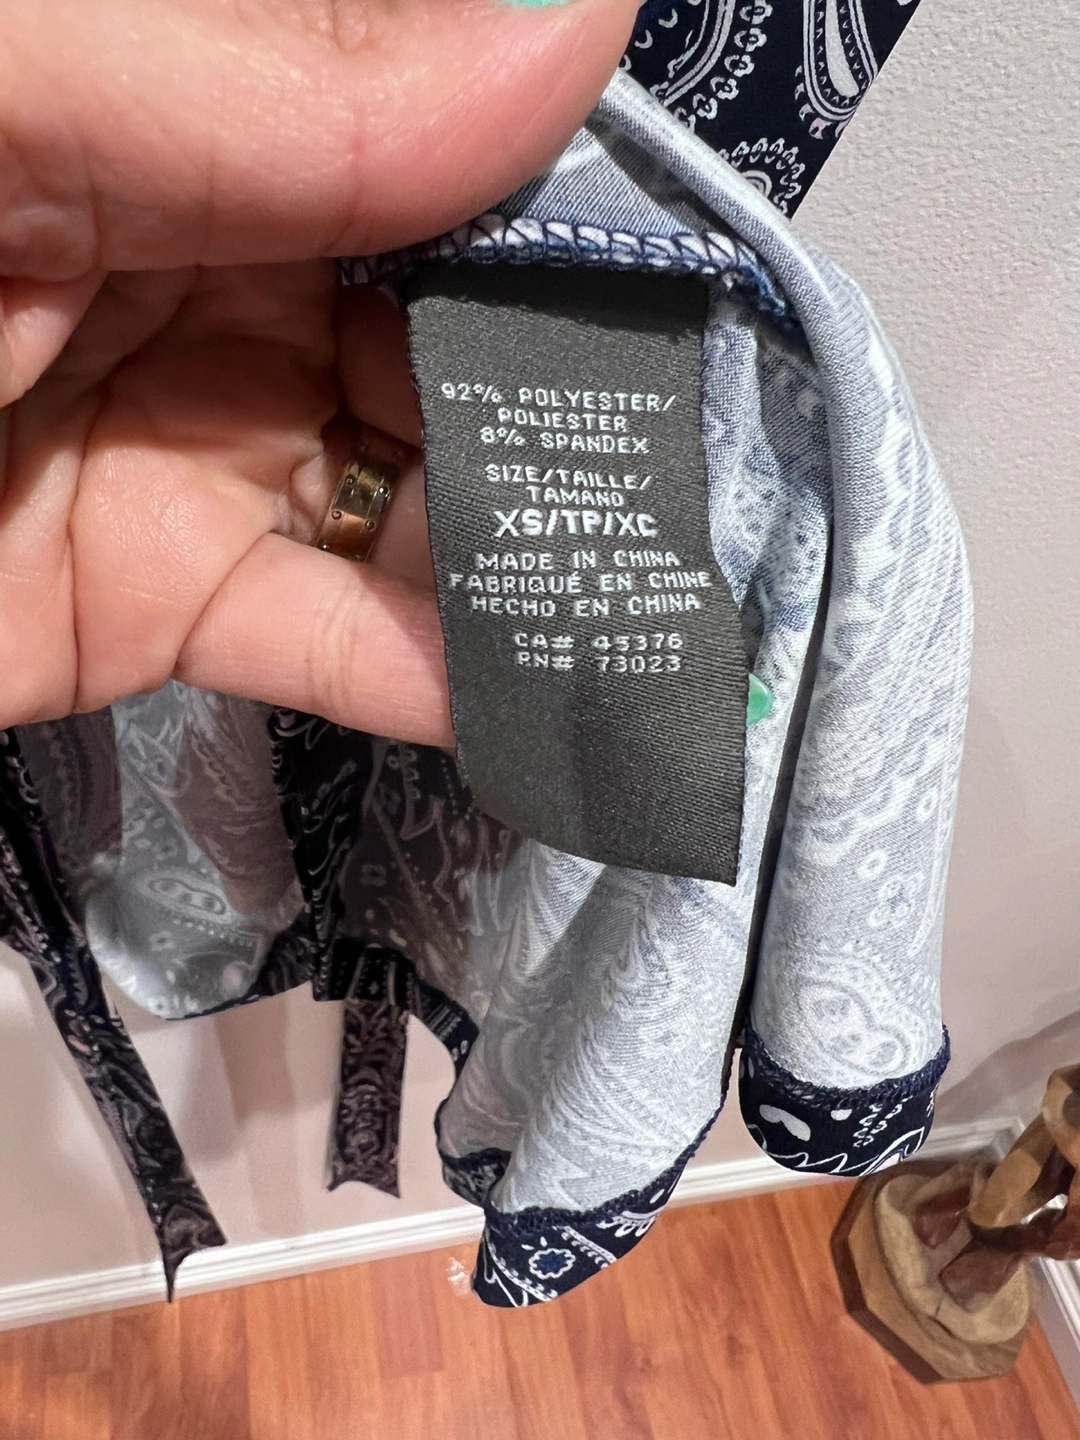 92% POLYESTER/
POLIESTER
8% SPANDEX
SIZE/TAILLE/
TAMANO
XS/TP/XC
MADE IN CHINA
FABRIQUÉ EN CHINE
HECHO EN CHINA
CA# 45376
RN# 73023